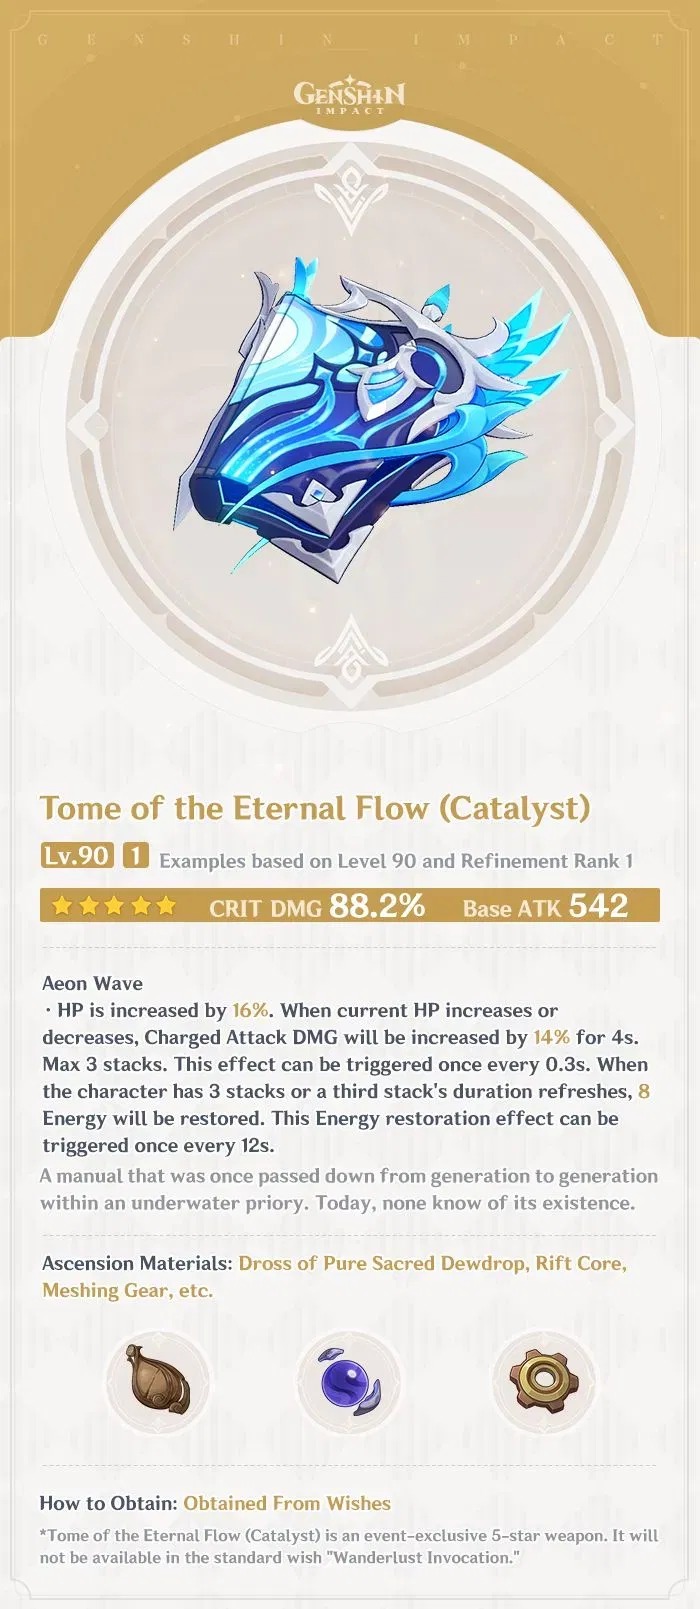 GENSHIN IMPACT
GENSHIN
IMPACT
Tome of the Eternal Flow (Catalyst)
Lv.90 1 Examples based on Level 90 and Refinement Rank 1
CRIT DMG 88.2% Base ATK 542
Aeon Wave
· HP is increased by 16%. When current HP increases or
decreases, Charged Attack DMG will be increased by 14% for 4s.
Max 3 stacks. This effect can be triggered once every 0.3s. When
the character has 3 stacks or a third stack's duration refreshes, 8
Energy will be restored. This Energy restoration effect can be
triggered once every 12s.
A manual that was once passed down from generation to generation
within an underwater priory. Today, none know of its existence.
Ascension Materials: Dross of Pure Sacred Dewdrop, Rift Core,
Meshing Gear, etc.
How to Obtain: Obtained From Wishes
*Tome of the Eternal Flow (Catalyst) is an event-exclusive 5-star weapon. It will
not be available in the standard wish "Wanderlust Invocation."